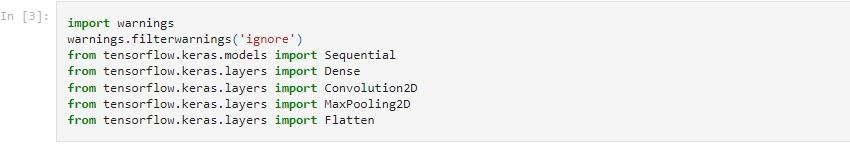 In [3]:
import warnings
warnings.filterwarnings('ignore')
from tensorflow.keras.models import Sequential
from tensorflow.keras.layers import Dense
from tensorflow.keras.layers import Convolution2D
from tensorflow.keras.layers import MaxPooling2D
from tensorflow.keras.layers import Flatten